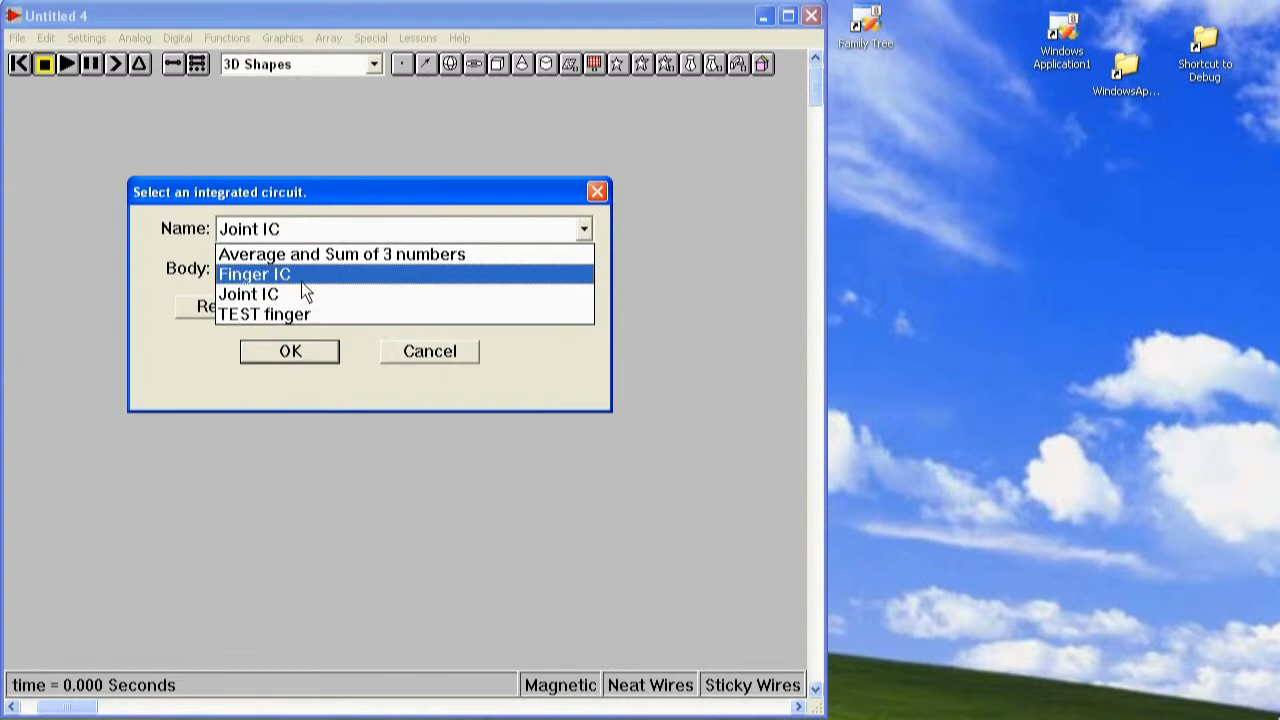 Untitled 4
File Edit Settings Analog Digital Functions Graphics Array Special Lessons Help
3D Shapes
Select an integrated circuit.
Name: Joint IC
Average and Sum of 3 numbers
Body:
Finger IC
Joint IC
Re
TEST finger
OK Cancel
time = 0.000 Seconds Magnetic Neat Wires Sticky Wires
Family Tree
Windows
Application1
WindowsAp...
Shortcut to
Debug